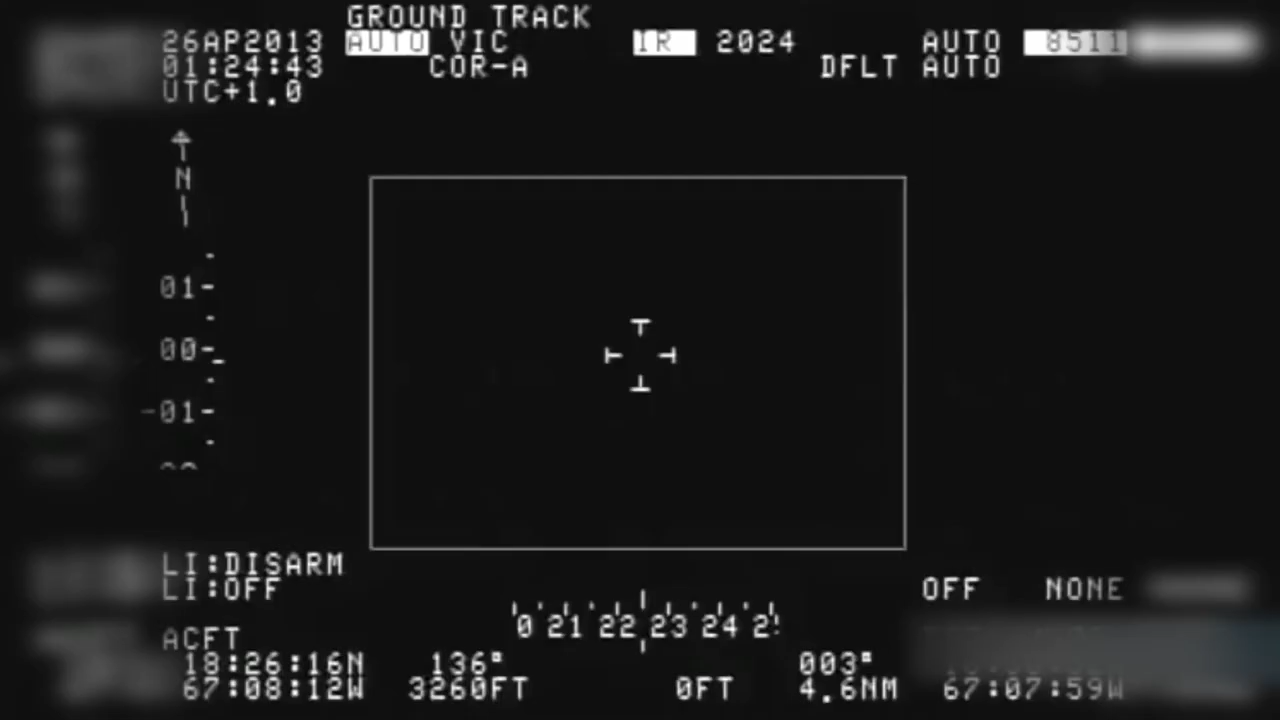 GROUND TRACK
26AP2013 AUTO VIC IR 2024 AUTO 8511
01:24:43 COR-A DFLT AUTO
UTC+1.0
N
01-
00-
-01-
LI:DISARM
LI:OFF OFF NONE
0 21 22 23 24 2
ACFT
18:26:16N 136° 003°
67:08:12W 3260FT 0FT 4.6NM 67:07:59W